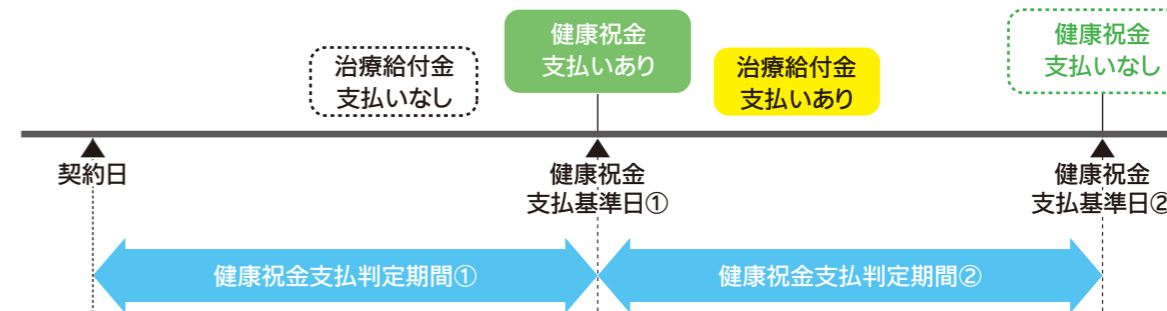 健康祝金
支払いあり
健康祝金
支払いなし
治療給付金
支払いなし
治療給付金
支払いあり
契約日
健康祝金
支払基準日①
健康祝金
支払基準日②
健康祝金支払判定期間①
健康祝金支払判定期間②